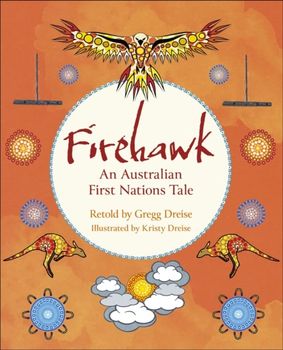 Firehawk
An Australian
First Nations Tale
Retold by Gregg Dreise
Illustrated by Kristy Dreise